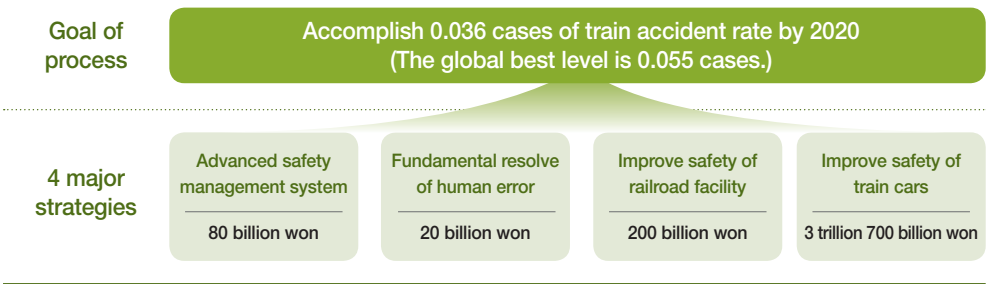 Goal of
process
Accomplish 0.036 cases of train accident rate by 2020
(The global best level is 0.055 cases.)
4 major
strategies
Advanced safety
management system
80 billion won
Fundamental resolve
of human error
20 billion won
Improve safety of
railroad facility
200 billion won
Improve safety of
train cars
3 trillion 700 billion won